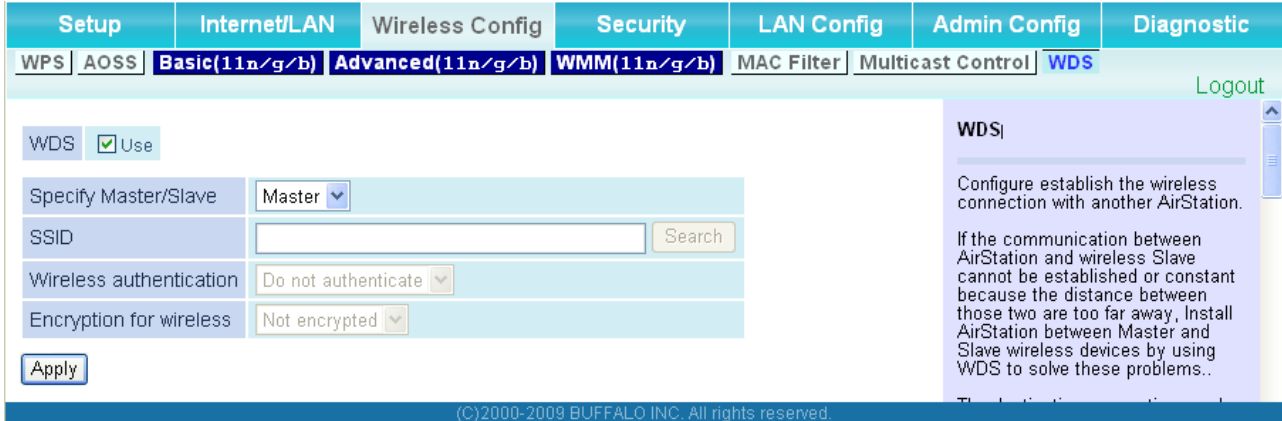 Setup Internet/LAN Wireless Config Security LAN Config Admin Config Diagnostic
WPS AOSS Basic(11n/g/b) Advanced(11n/g/b) WMM(11n/g/b) MAC Filter Multicast Control WDS
Logout
WDS Use
Specify Master/Slave Master
SSID Search
Wireless authentication Do not authenticate
Encryption for wireless Not encrypted
Apply
WDS
Configure establish the wireless
connection with another AirStation.
If the communication between
AirStation and wireless Slave
cannot be established or constant
because the distance between
those two are too far away, Install
AirStation between Master and
Slave wireless devices by using
WDS to solve these problems..
(C)2000-2009 BUFFALO INC. All rights reserved.